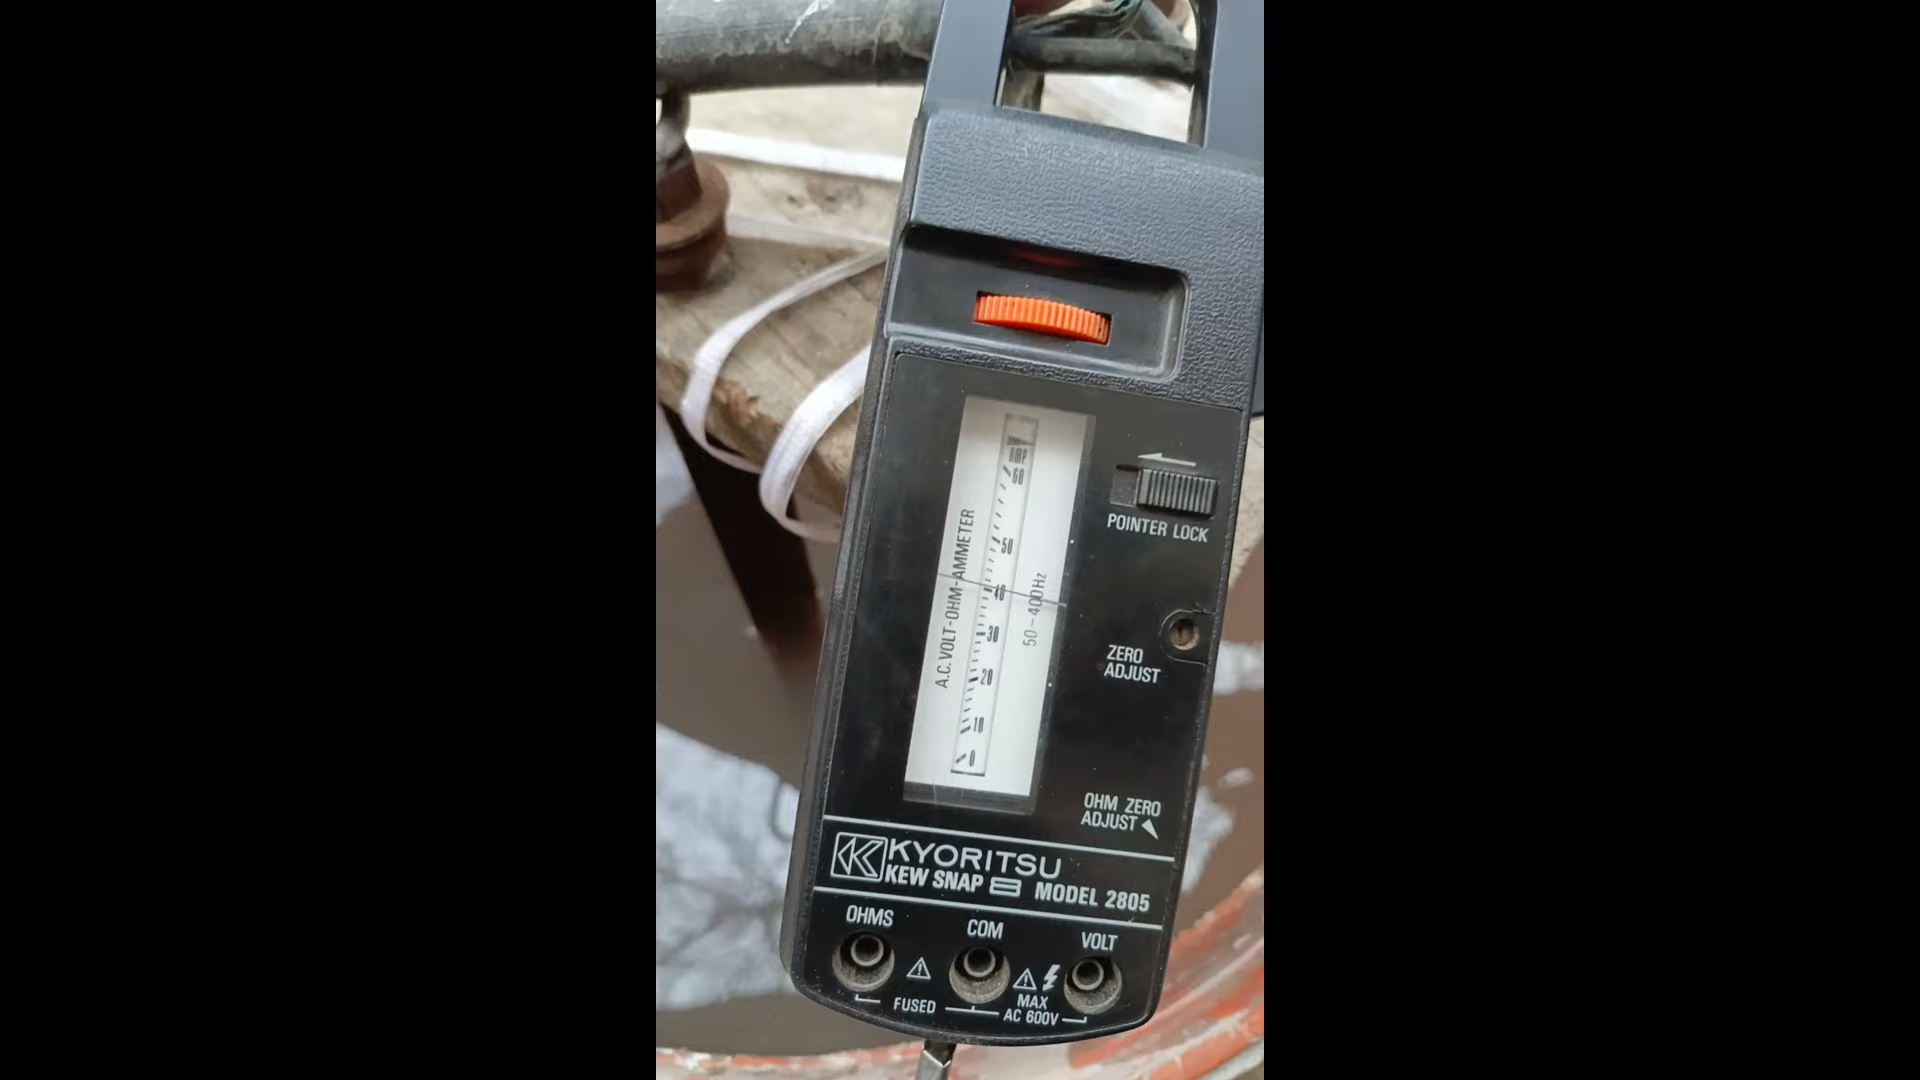 AMP
60
50
40
30
20
10
0
A.C.VOLT-OHM-AMMETER
50-400Hz
POINTER LOCK
ZERO
ADJUST
OHM ZERO
ADJUST
KYORITSU
KEW SNAP 8 MODEL 2805
OHMS
COM
VOLT
FUSED
MAX
AC 600V